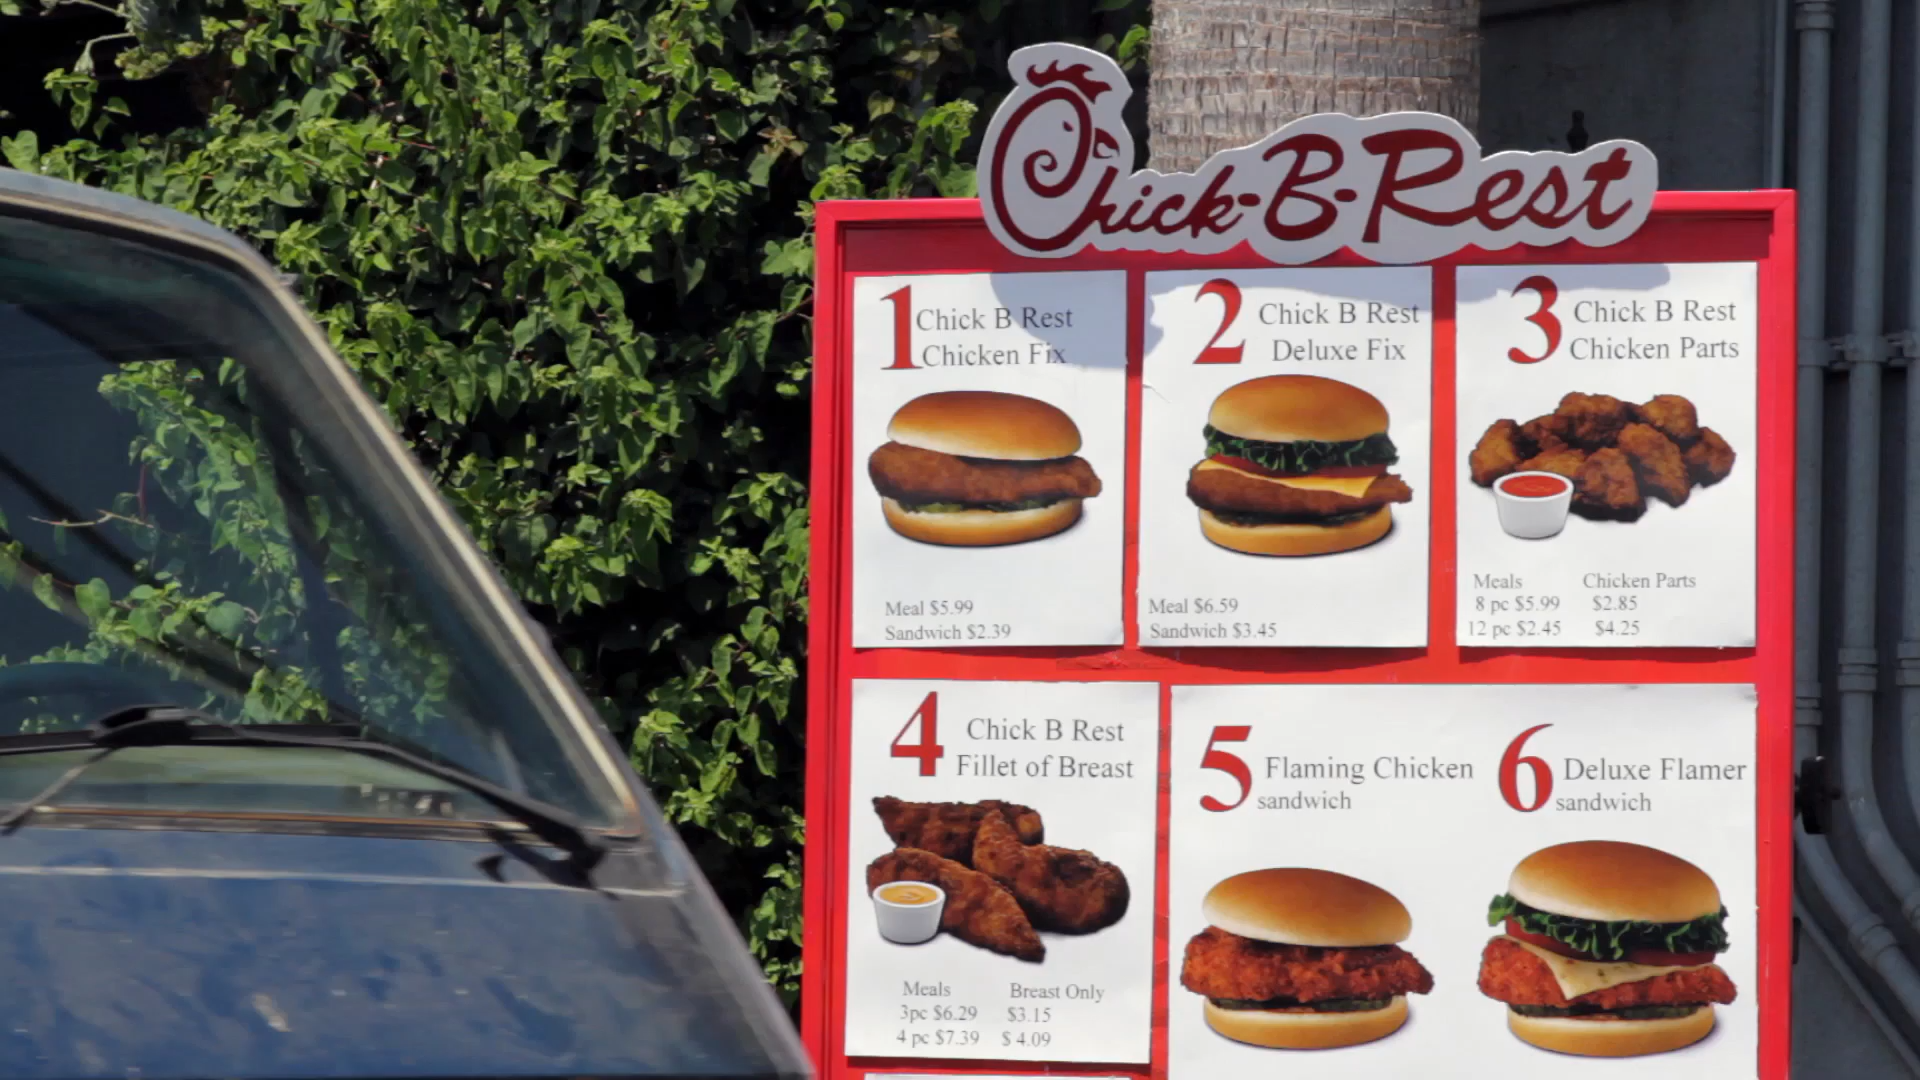 Chick-B-Rest
1 Chick B Rest
Chicken Fix
Meal $5.99
Sandwich $2.39
2 Chick B Rest
Deluxe Fix
Meal $6.59
Sandwich $3.45
3 Chick B Rest
Chicken Parts
Meals Chicken Parts
8 pc $5.99 $2.85
12 pc $2.45 $4.25
4 Chick B Rest
Fillet of Breast
Meals Breast Only
3pc $6.29 $3.15
4 pc $7.39 $ 4.09
5 Flaming Chicken
sandwich
6 Deluxe Flamer
sandwich